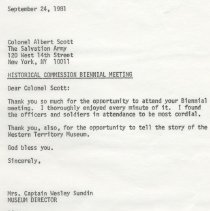 September 24, 1981
Colonel Albert Scott
The Salvation Army
120 West 14th Street
New York, NY 10011
HISTORICAL COMMISSION BIENNIAL MEETING
Dear Colonel Scott:
Thank you so much for the opportunity to attend your Biennial
meeting. I thoroughly enjoyed every minute of it. I found
the officers and soldiers in attendance to be most cordial.
Thank you, also, for the opportunity to tell the story of the
Western Territory Museum.
God bless you.
Sincerely,
Mrs. Captain Wesley Sundin
MUSEUM DIRECTOR